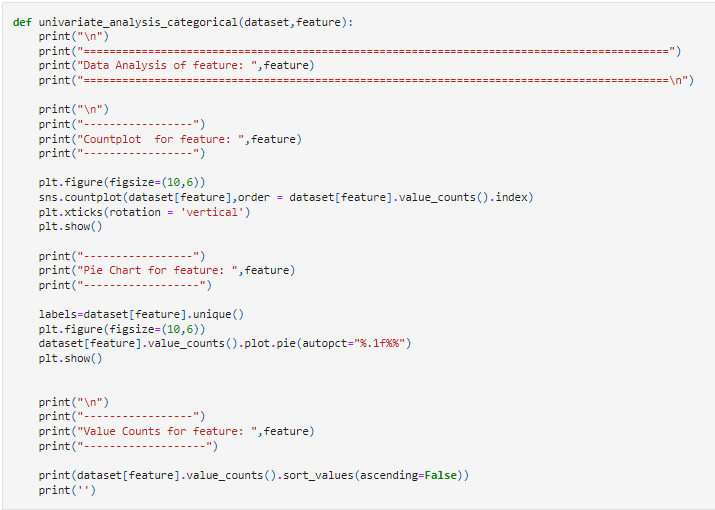 def univariate_analysis_categorical(dataset,feature):
    print("\n")
    print("==========================================================================================")
    print("Data Analysis of feature: ",feature)
    print("==========================================================================================\n")
    print("\n")
    print("-----------------")
    print("Countplot  for feature: ",feature)
    print("-----------------")
    plt.figure(figsize=(10,6))
    sns.countplot(dataset[feature],order = dataset[feature].value_counts().index)
    plt.xticks(rotation = 'vertical')
    plt.show()
    print("-----------------")
    print("Pie Chart for feature: ",feature)
    print("------------------")
    labels=dataset[feature].unique()
    plt.figure(figsize=(10,6))
    dataset[feature].value_counts().plot.pie(autopct="%.1f%%")
    plt.show()
    print("\n")
    print("-----------------")
    print("Value Counts for feature: ",feature)
    print("-------------------")
    print(dataset[feature].value_counts().sort_values(ascending=False))
    print('')